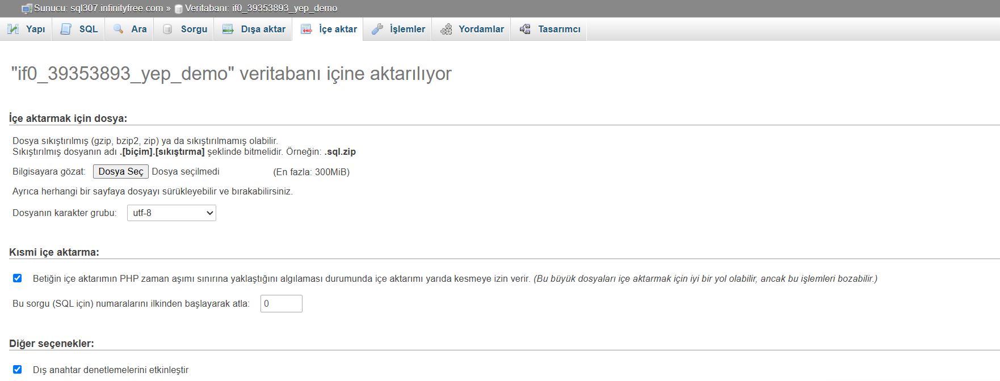 Sunucu: sql307.infinityfree.com » Veritabanı: if0_39353893_yep_demo
Yapı SQL Ara Sorgu Dışa aktar İçe aktar İşlemler Yordamlar Tasarımcı
"if0_39353893_yep_demo" veritabanı içine aktarılıyor
İçe aktarmak için dosya:
Dosya sıkıştırılmış (gzip, bzip2, zip) ya da sıkıştırılmamış olabilir.
Sıkıştırılmış dosyanın adı .[biçim].[sıkıştırma] şeklinde bitmelidir. Örneğin: .sql.zip
Bilgisayara gözat: Dosya Seç Dosya seçilmedi (En fazla: 300MiB)
Ayrıca herhangi bir sayfaya dosyayı sürükleyebilir ve bırakabilirsiniz.
Dosyanın karakter grubu: utf-8
Kısmi içe aktarma:
Betiğin içe aktarımın PHP zaman aşımı sınırına yaklaştığını algılaması durumunda içe aktarımı yarıda kesmeye izin verir. (Bu büyük dosyaları içe aktarmak için iyi bir yol olabilir, ancak bu işlemleri bozabilir.)
Bu sorgu (SQL için) numaralarını ilkinden başlayarak atla: 0
Diğer seçenekler:
Dış anahtar denetlemelerini etkinleştir